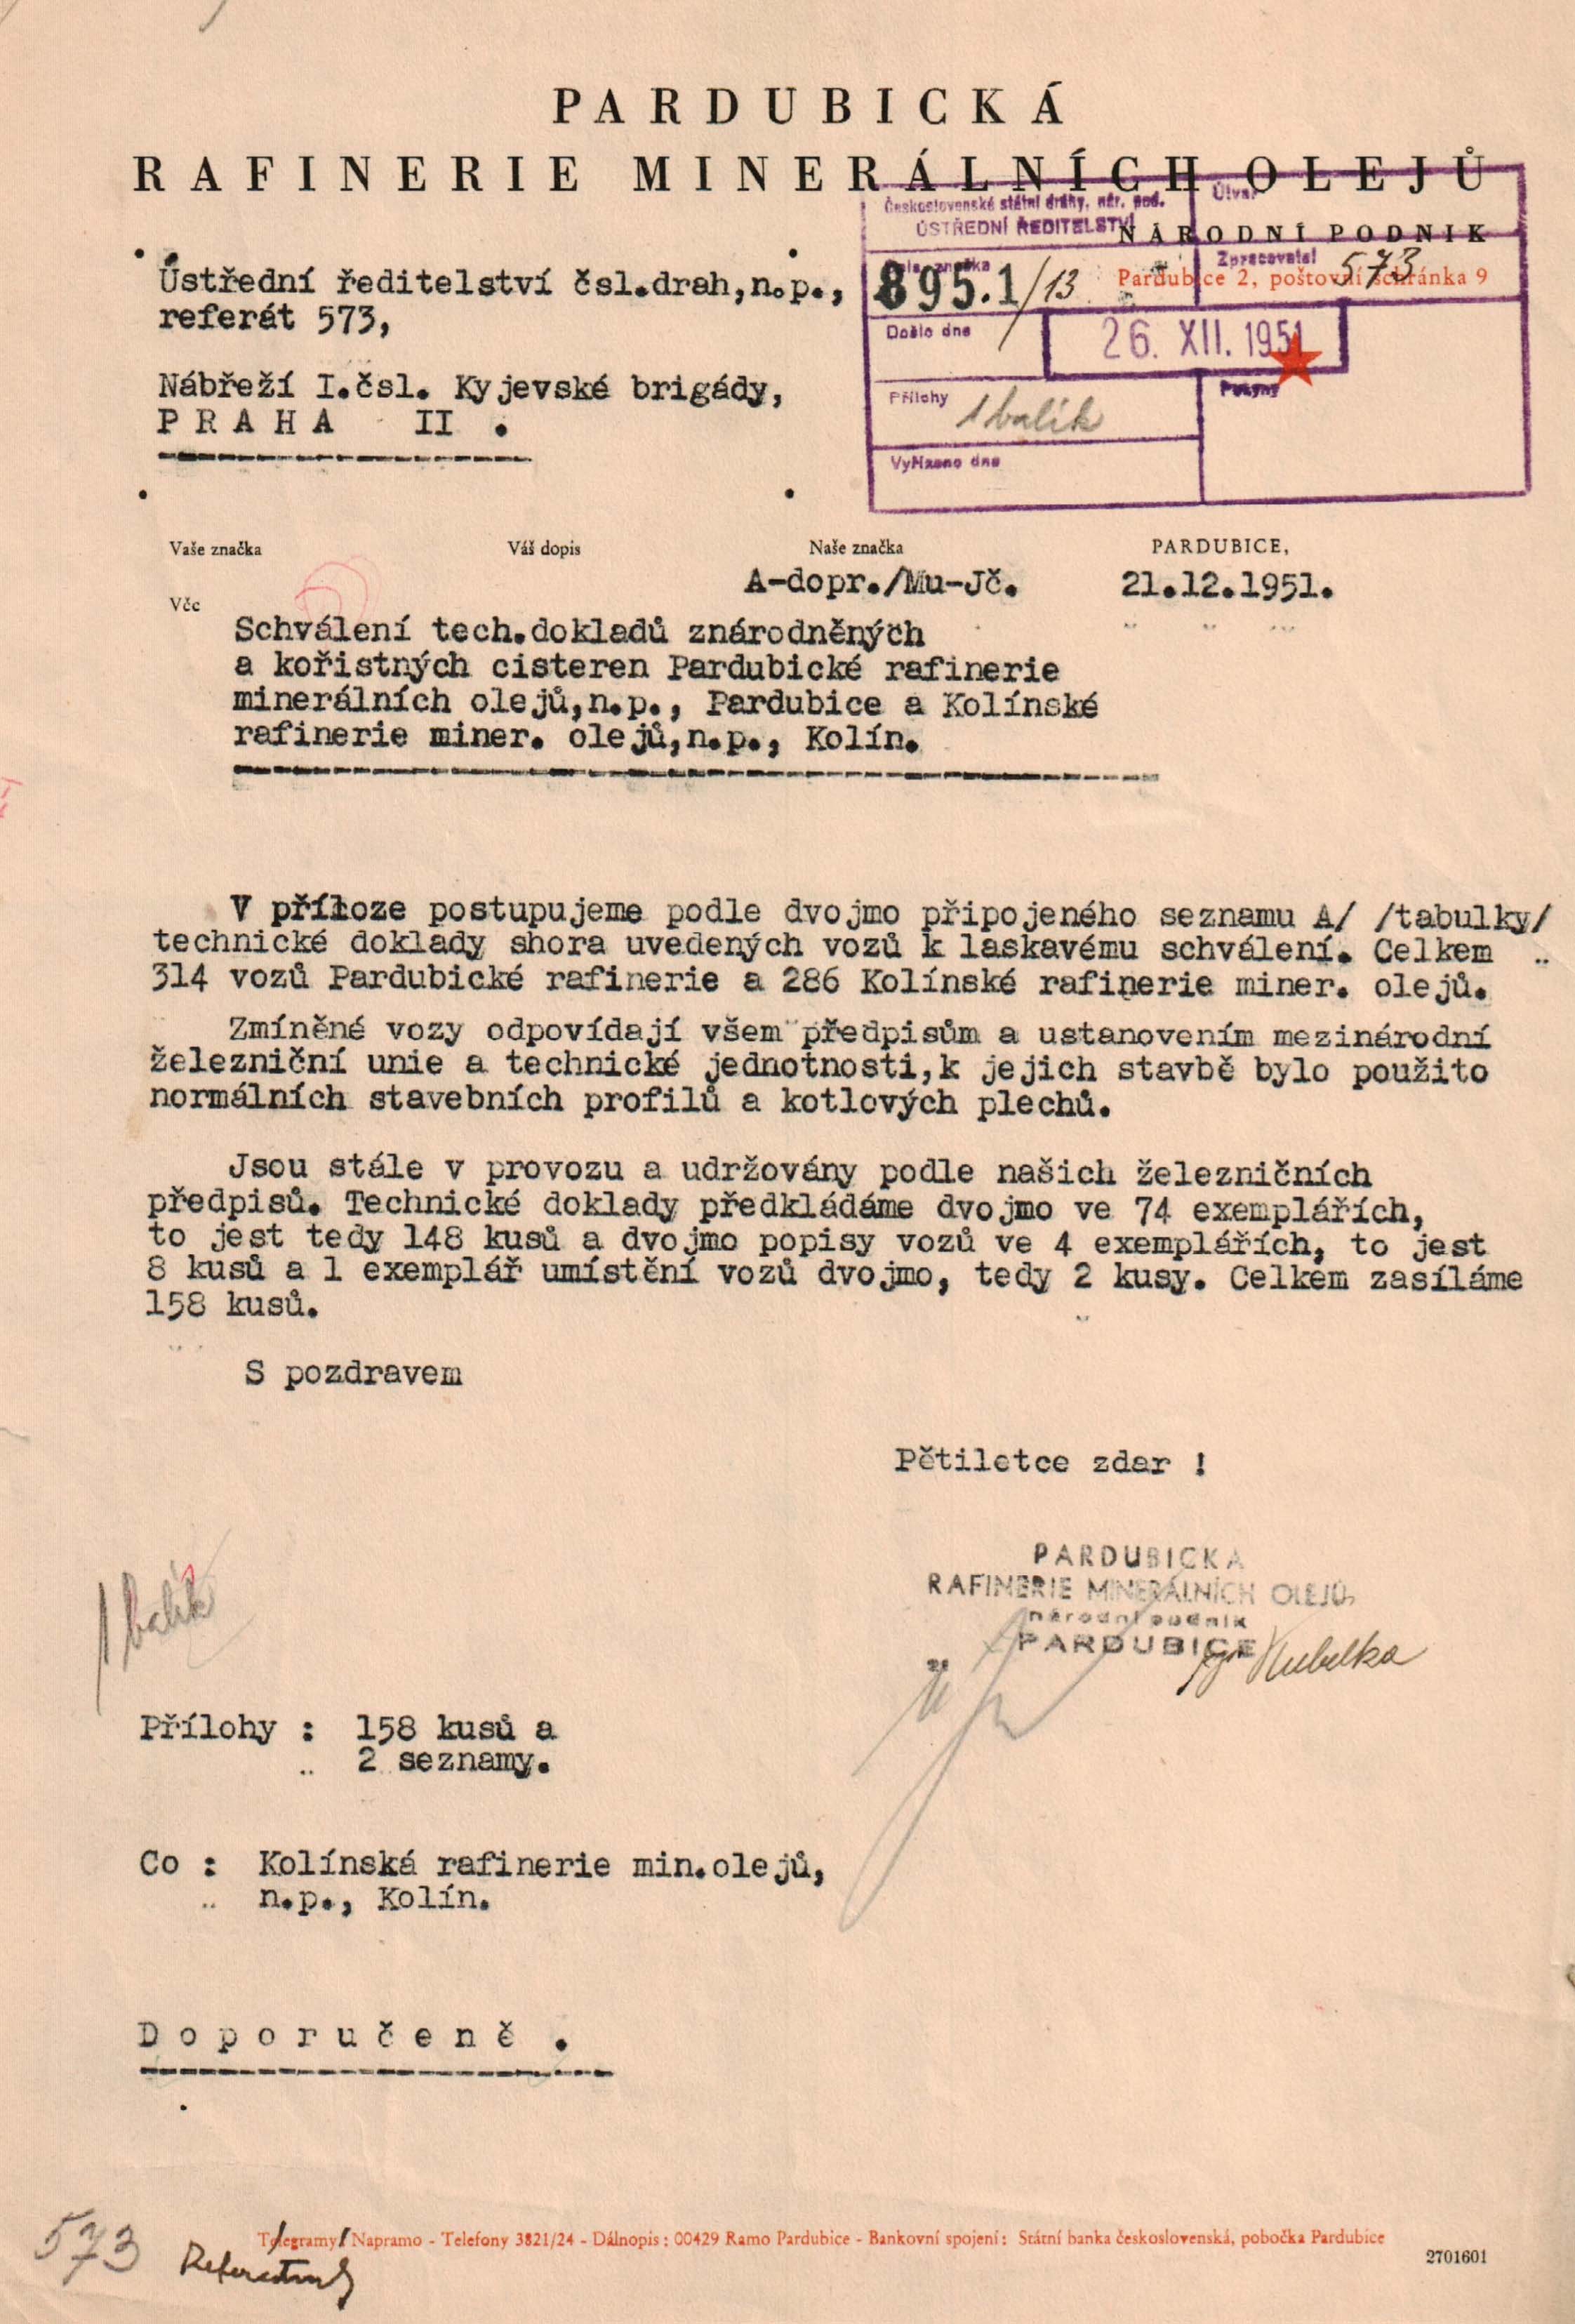 PARDUBICKÁ
RAFINERIE MINERÁLNÍCH OLEJŮ
NÁRODNÍ PODNIK
Pardubice 2, poštovní schránka 9
Československé státní dráhy, nár. pod.
ÚSTŘEDNÍ ŘEDITELSTVÍ
Útvar
značka
895.1/13
Zpracovatel
573
Došlo dne
26. XII. 1951
Přílohy
1 balík
Pokyny
Vyřízeno dne
Ústřední ředitelství čsl.drah,n.p.,
referát 573,
Nábřeží I.čsl. Kyjevské brigády,
PRAHA II .
Vaše značka
Váš dopis
Naše značka
PARDUBICE,
A-dopr./Mu-Jč.
21.12.1951.
Věc
Schválení tech.dokladů znárodněných
a kořistných cisteren Pardubické rafinerie
minerálních olejů,n.p., Pardubice a Kolínské
rafinerie miner. olejů,n.p., Kolín.
V příloze postupujeme podle dvojmo připojeného seznamu A/ /tabulky/
technické doklady shora uvedených vozů k laskavému schválení. Celkem
314 vozů Pardubické rafinerie a 286 Kolínské rafinerie miner. olejů.
Zmíněné vozy odpovídají všem předpisům a ustanovením mezinárodní
železniční unie a technické jednotnosti,k jejich stavbě bylo použito
normálních stavebních profilů a kotlových plechů.
Jsou stále v provozu a udržovány podle našich železničních
předpisů. Technické doklady předkládáme dvojmo ve 74 exemplářích,
to jest tedy 148 kusů a dvojmo popisy vozů ve 4 exemplářích, to jest
8 kusů a 1 exemplář umístění vozů dvojmo, tedy 2 kusy. Celkem zasíláme
158 kusů.
S pozdravem
Pětiletce zdar !
PARDUBICKÁ
RAFINERIE MINERÁLNÍCH OLEJŮ,
národní podnik
PARDUBICE
Kubelka
1 balík
Přílohy : 158 kusů a
2 seznamy.
Co : Kolínská rafinerie min.olejů,
n.p., Kolín.
Doporučeně .
573
Telegramy: Napramo - Telefony 3821/24 - Dálnopis: 00429 Ramo Pardubice - Bankovní spojení: Státní banka československá, pobočka Pardubice
2701601